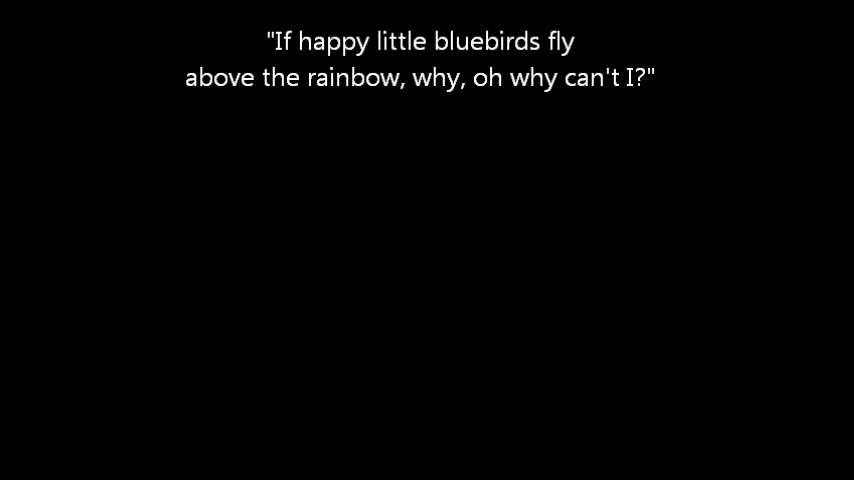 "If happy little bluebirds fly
above the rainbow, why, oh why can't I?"